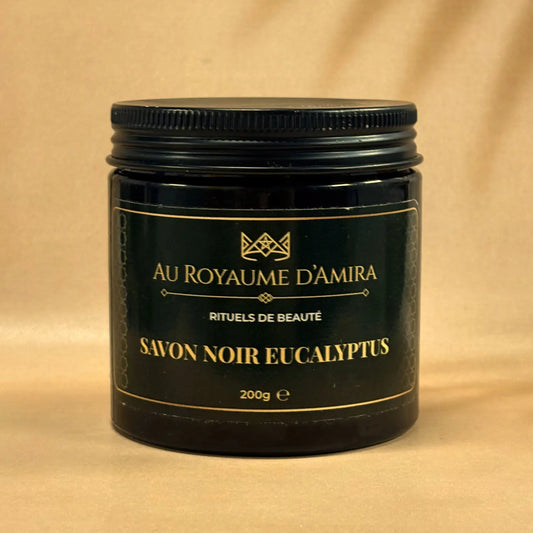 AU ROYAUME D'AMIRA
RITUELS DE BEAUTÉ
SAVON NOIR EUCALYPTUS
200g ℮